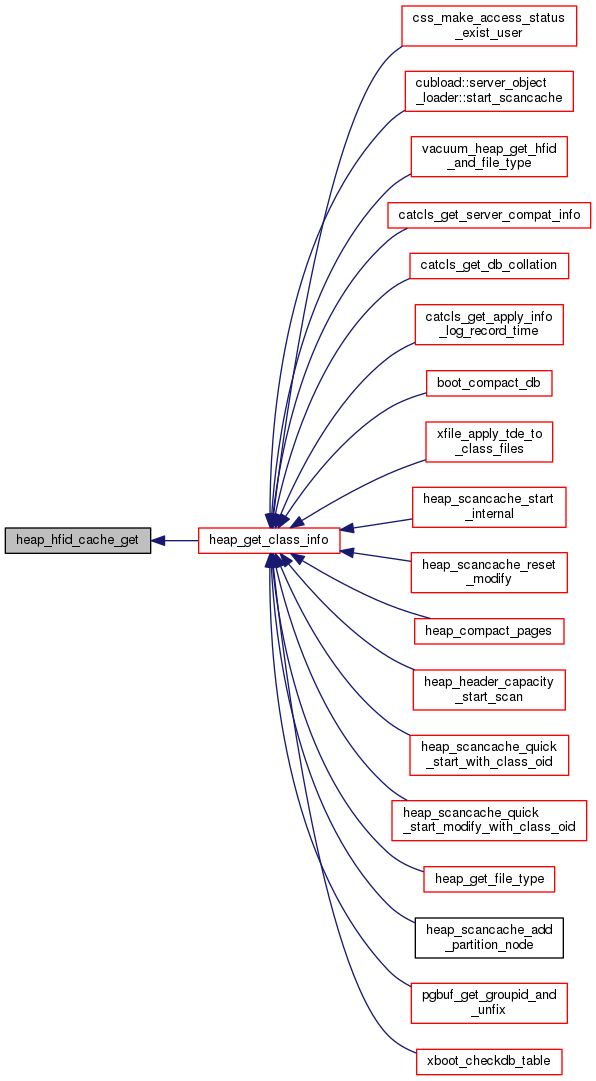 css_make_access_status
_exist_user
cubload::server_object
_loader::start_scancache
vacuum_heap_get_hfid
_and_file_type
catcls_get_server_compat_info
catcls_get_db_collation
catcls_get_apply_info
_log_record_time
boot_compact_db
xfile_apply_tde_to
_class_files
heap_scancache_start
_internal
heap_hfid_cache_get
heap_get_class_info
heap_scancache_reset
_modify
heap_compact_pages
heap_header_capacity
_start_scan
heap_scancache_quick
_start_with_class_oid
heap_scancache_quick
_start_modify_with_class_oid
heap_get_file_type
heap_scancache_add
_partition_node
pgbuf_get_groupid_and
_unfix
xboot_checkdb_table